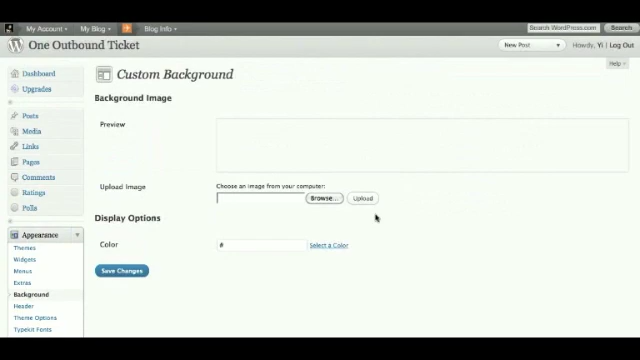 My Account My Blog Blog Info Search WordPress.com Search
One Outbound Ticket New Post Howdy, Yi | Log Out
Help
Custom Background
Dashboard
Upgrades
Posts
Media
Links
Pages
Comments
Ratings
Polls
Appearance
Themes
Widgets
Menus
Extras
Background
Header
Theme Options
Typekit Fonts
Background Image
Preview
Upload Image
Choose an image from your computer:
Browse... Upload
Display Options
Color # Select a Color
Save Changes